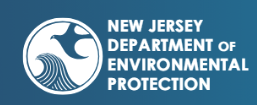 NEW JERSEY
DEPARTMENT OF
ENVIRONMENTAL
PROTECTION